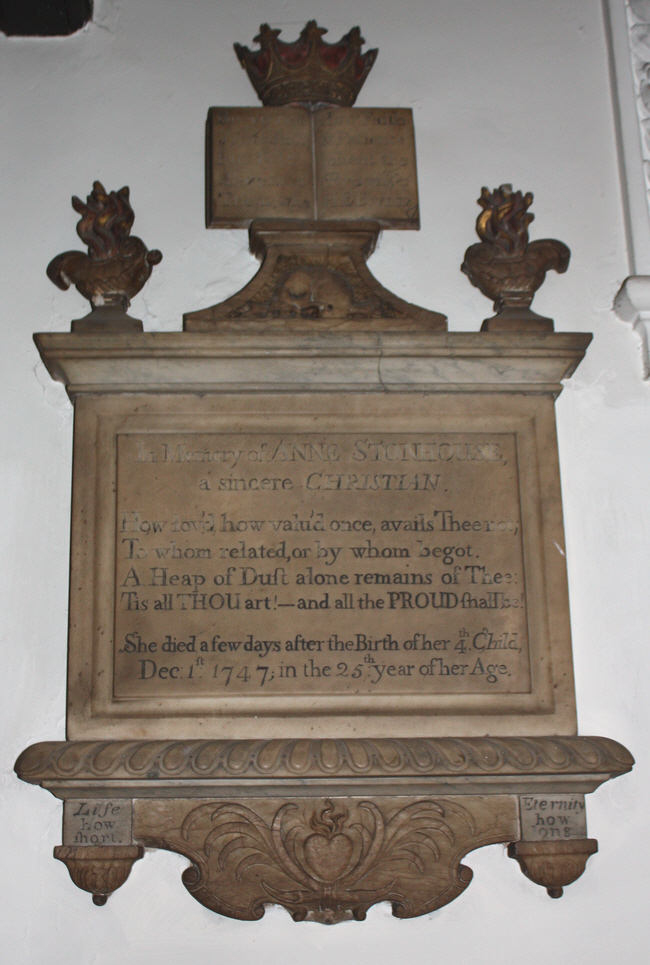 In Memory of ANNE STONHOUSE,
a sincere CHRISTIAN.
How lov'd, how valu'd once, avails Thee not;
To whom related, or by whom begot.
A Heap of Duſt alone remains of Thee:
Tis all THOU art!—and all the PROUD ſhall be!
She died a few days after the Birth of her 4th Child,
Dec 1st 1747, in the 25th year of her Age.
Life
how
ſhort.
Eternity
how
long